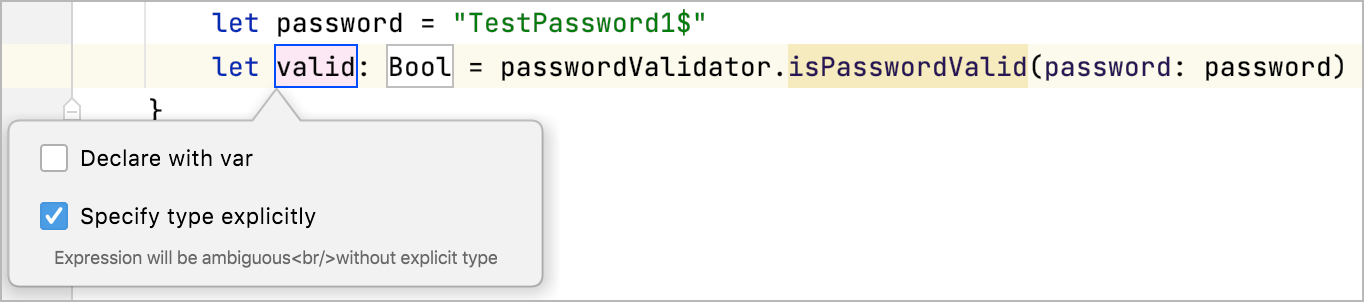 let password = "TestPassword1$"
let valid: Bool = passwordValidator.isPasswordValid(password: password)
}
Declare with var
Specify type explicitly
Expression will be ambiguous<br/>without explicit type